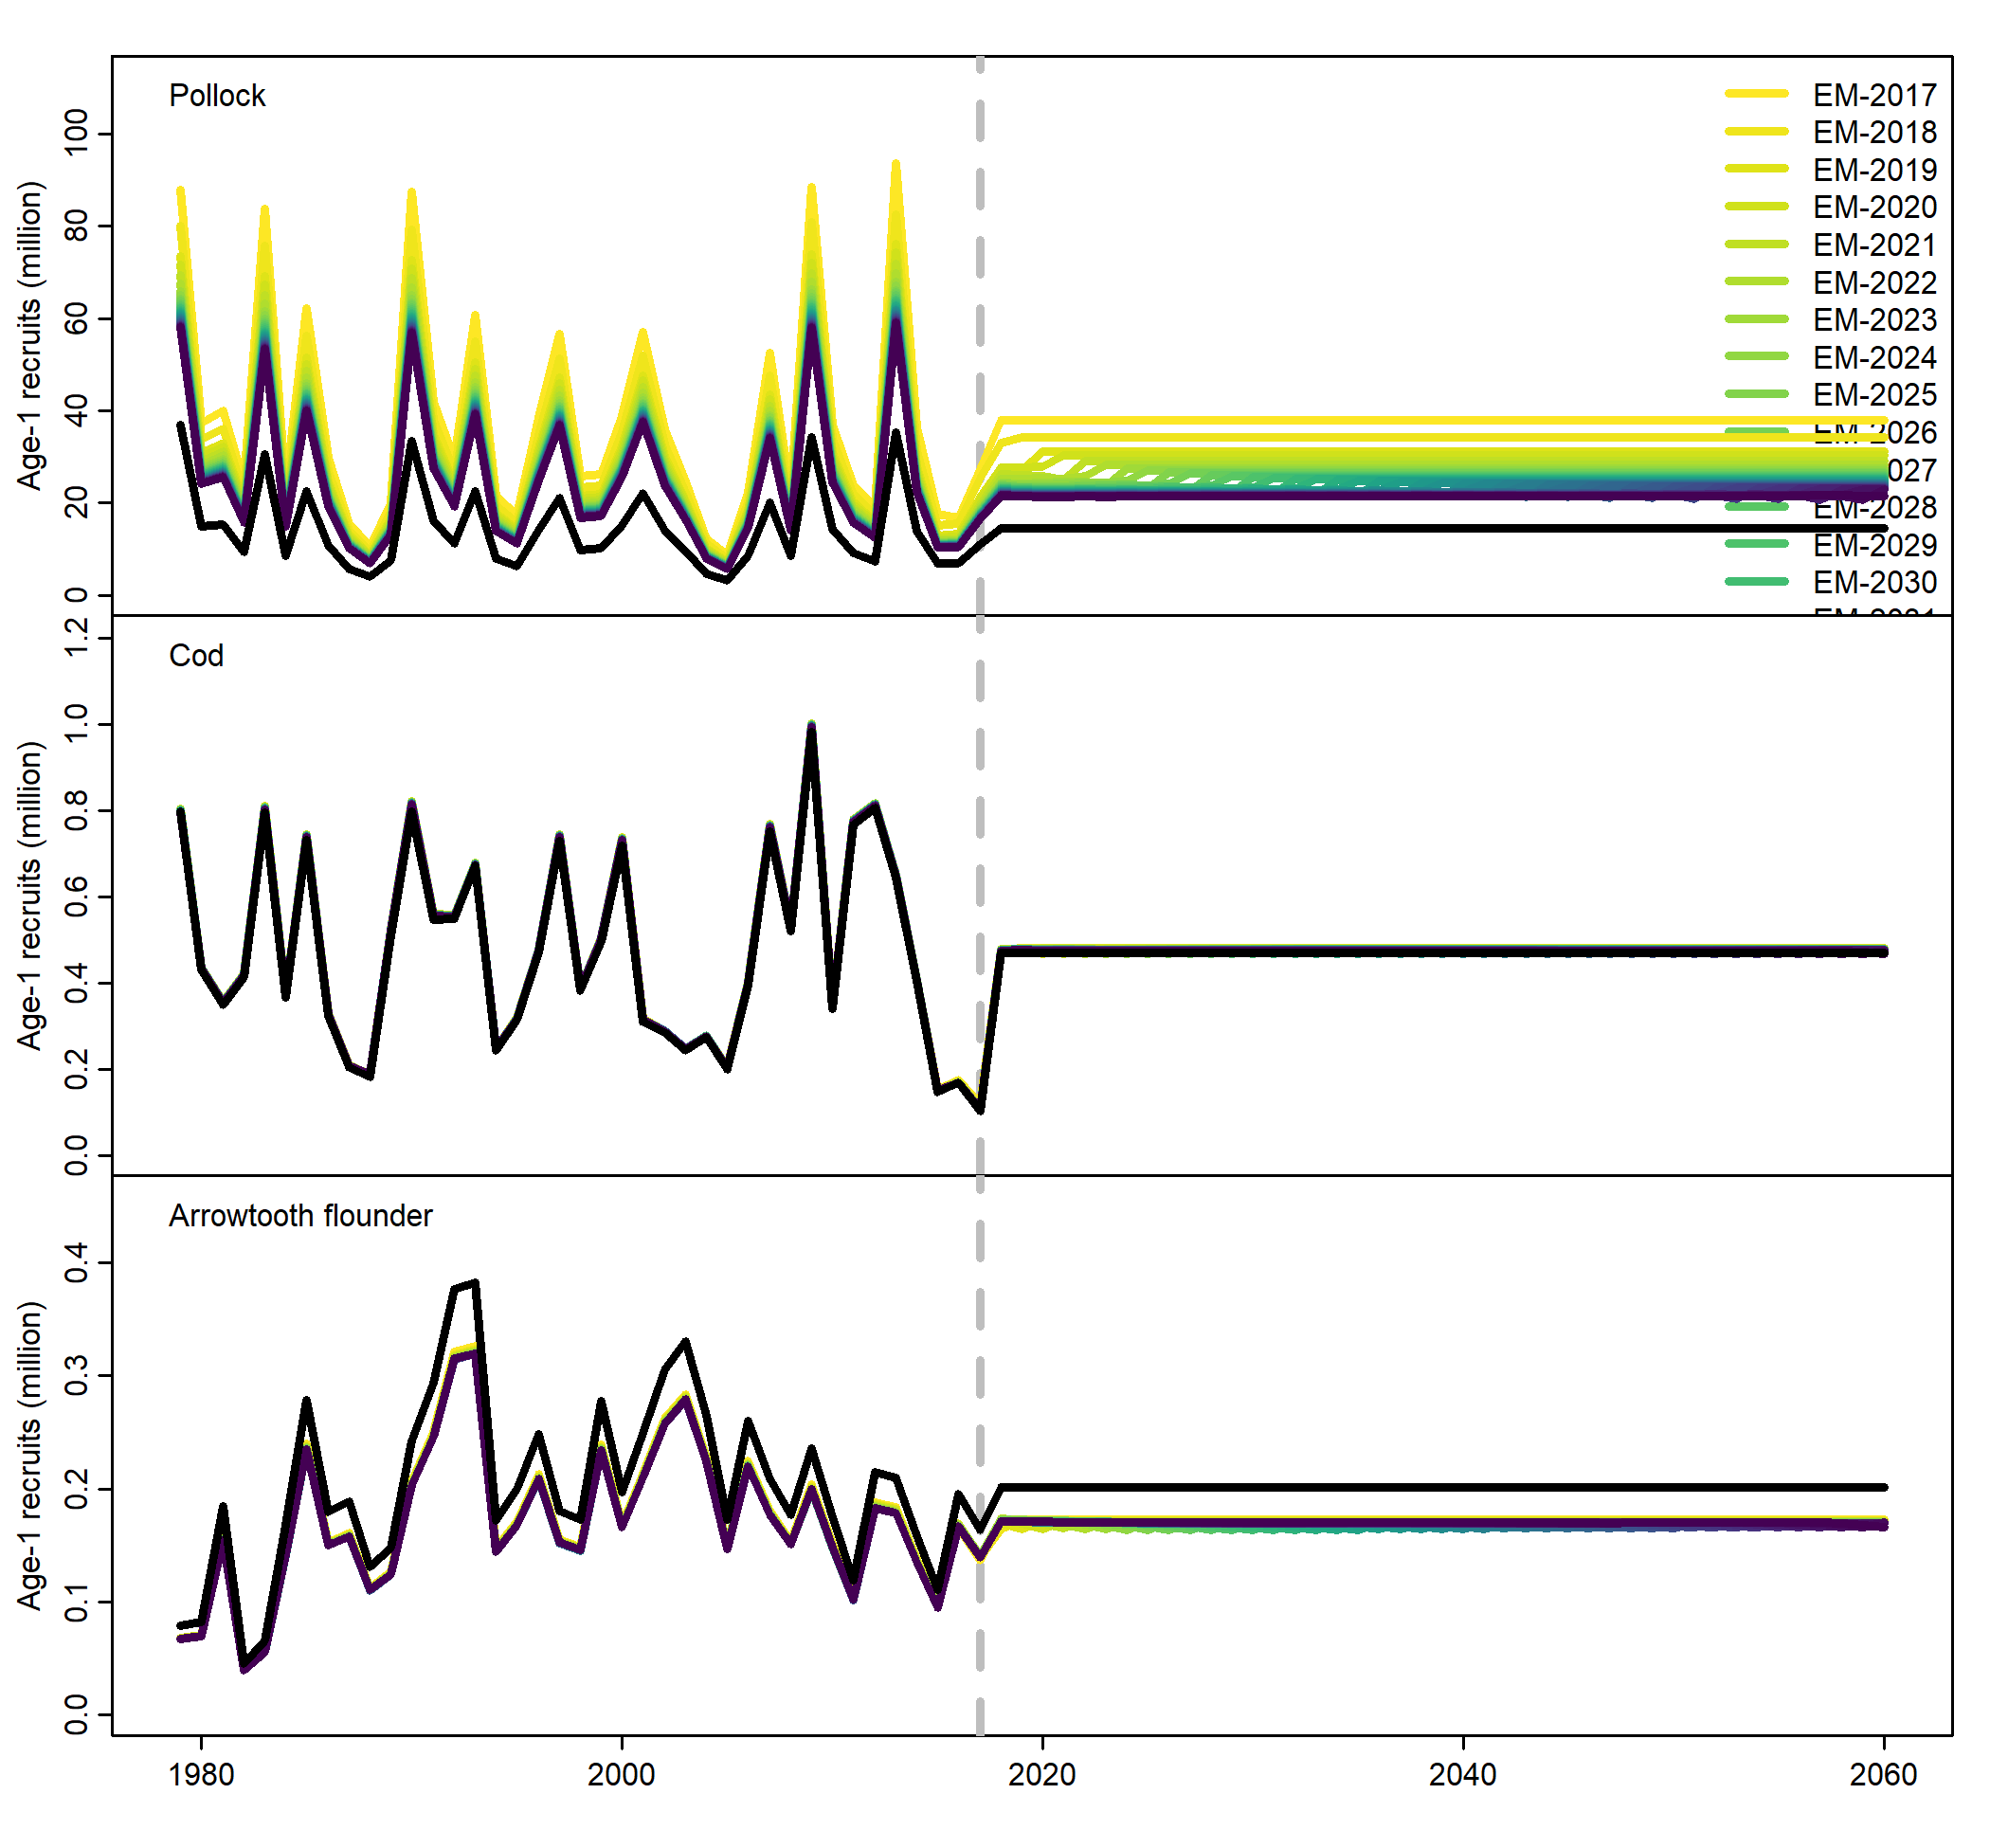 Pollock
Age-1 recruits (million)
100
80
60
40
20
0
EM-2017
EM-2018
EM-2019
EM-2020
EM-2021
EM-2022
EM-2023
EM-2024
EM-2025
EM-2026
027
EM-2028
EM-2029
EM-2030
Cod
Age-1 recruits (million)
1.2
1.0
0.8
0.6
0.4
0.2
0.0
Arrowtooth flounder
Age-1 recruits (million)
0.4
0.3
0.2
0.1
0.0
1980 2000 2020 2040 2060